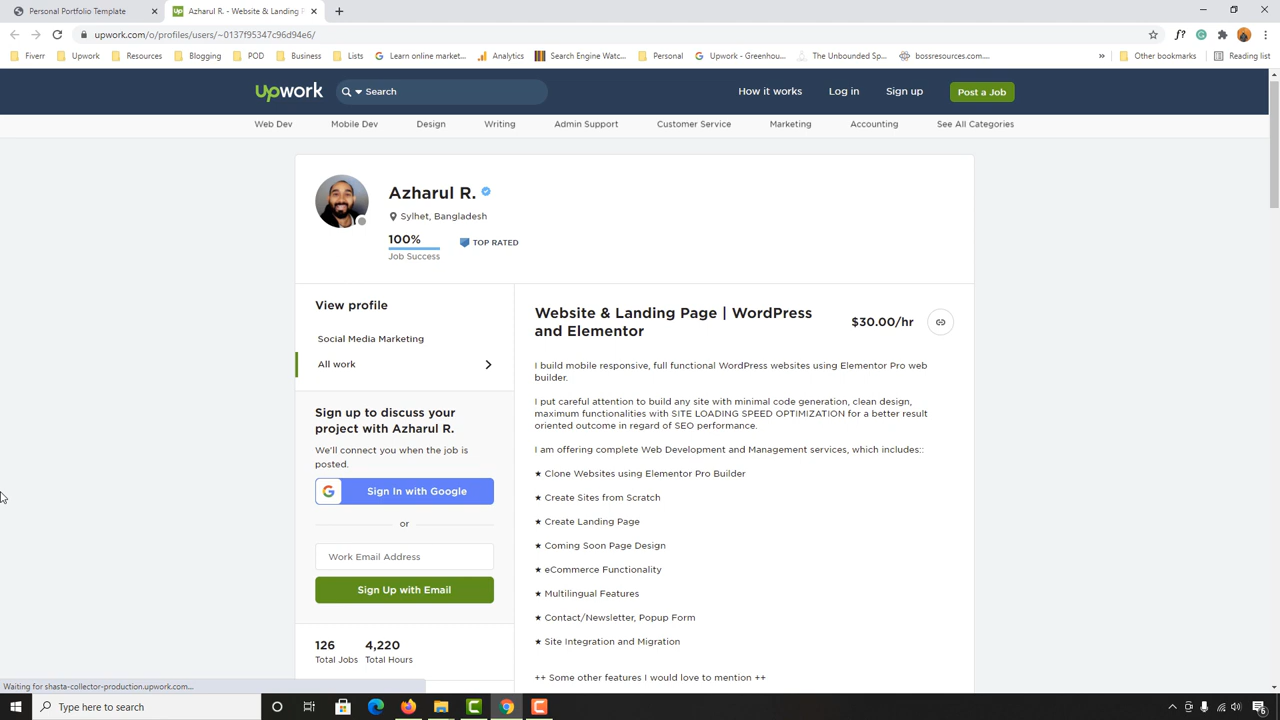 Personal Portfolio Template
Azharul R. - Website & Landing P
upwork.com/o/profiles/users/~0137f95347c96d94e6/
Fiverr Upwork Resources Blogging POD Business Lists Learn online market... Analytics Search Engine Watc... Personal Upwork - Greenhou... The Unbounded Sp... bossresources.com.... » Other bookmarks Reading list
upwork Search How it works Log in Sign up Post a Job
Web Dev Mobile Dev Design Writing Admin Support Customer Service Marketing Accounting See All Categories
Azharul R.
Sylhet, Bangladesh
100% TOP RATED
Job Success
View profile
Social Media Marketing
All work
Sign up to discuss your
project with Azharul R.
We'll connect you when the job is
posted.
Sign In with Google
or
Work Email Address
Sign Up with Email
126 4,220
Total Jobs Total Hours
Website & Landing Page | WordPress
and Elementor
$30.00/hr
I build mobile responsive, full functional WordPress websites using Elementor Pro web
builder.
I put careful attention to build any site with minimal code generation, clean design,
maximum functionalities with SITE LOADING SPEED OPTIMIZATION for a better result
oriented outcome in regard of SEO performance.
I am offering complete Web Development and Management services, which includes::
★ Clone Websites using Elementor Pro Builder
★ Create Sites from Scratch
★ Create Landing Page
★ Coming Soon Page Design
★ eCommerce Functionality
★ Multilingual Features
★ Contact/Newsletter, Popup Form
★ Site Integration and Migration
++ Some other features I would love to mention ++
Waiting for shasta-collector-production.upwork.com...
Type here to search